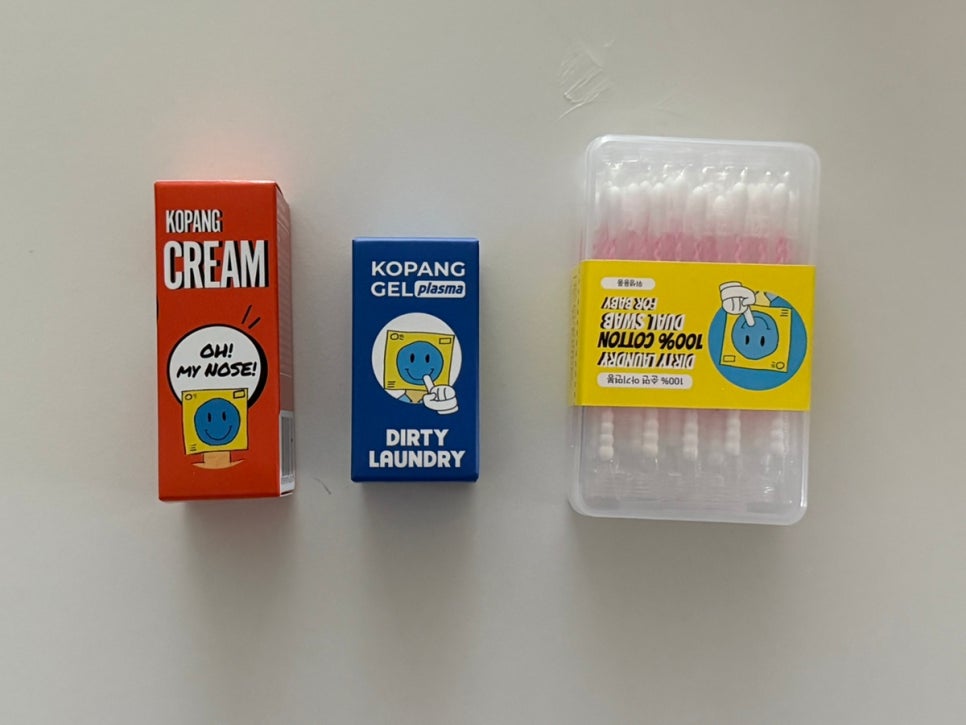 KOPANG
CREAM
OH!
MY NOSE!
KOPANG
GEL plasma
DIRTY
LAUNDRY
100% 순면 아기면봉
DIRTY LAUNDRY
100% COTTON
DUAL SWAB
FOR BABY